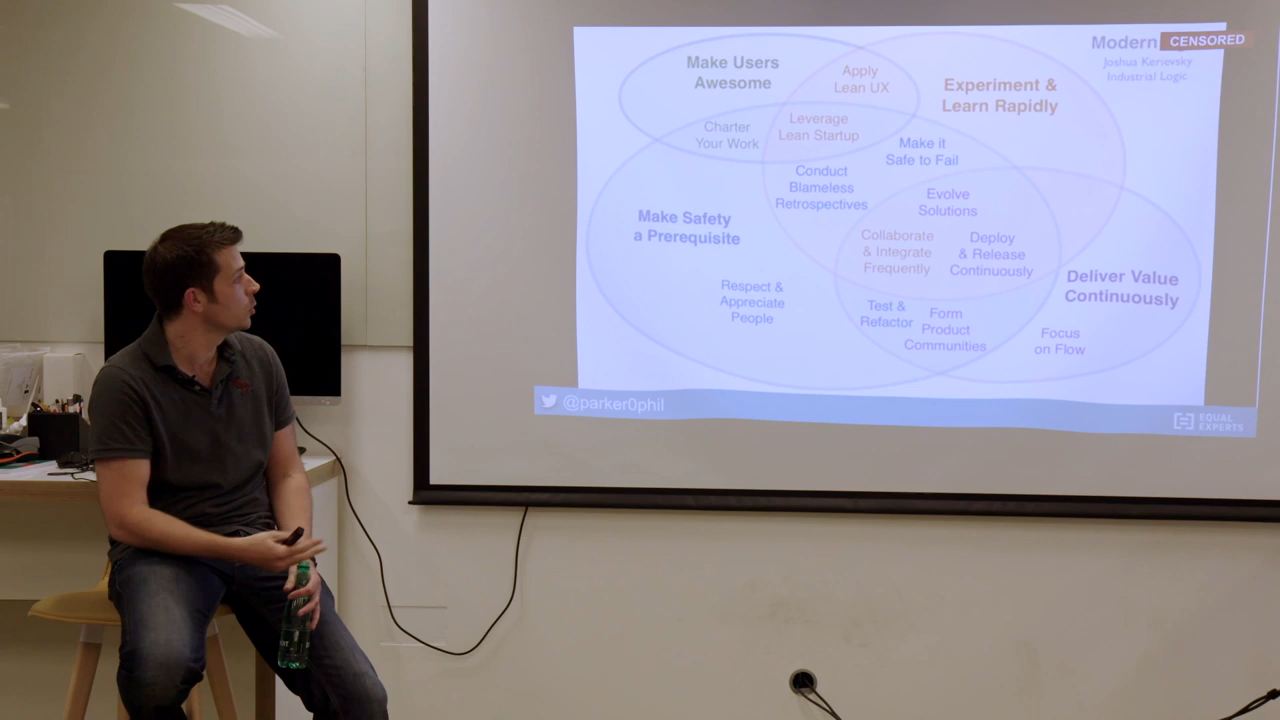 Modern CENSORED
Joshua Kerievsky
Industrial Logic
Make Users
Awesome
Apply
Lean UX
Experiment &
Learn Rapidly
Charter
Your Work
Leverage
Lean Startup
Make it
Safe to Fail
Conduct
Blameless
Retrospectives
Evolve
Solutions
Make Safety
a Prerequisite
Collaborate
& Integrate
Frequently
Deploy
& Release
Continuously
Deliver Value
Continuously
Respect &
Appreciate
People
Test &
Refactor
Form
Product
Communities
Focus
on Flow
@parker0phil
EQUAL
EXPERTS